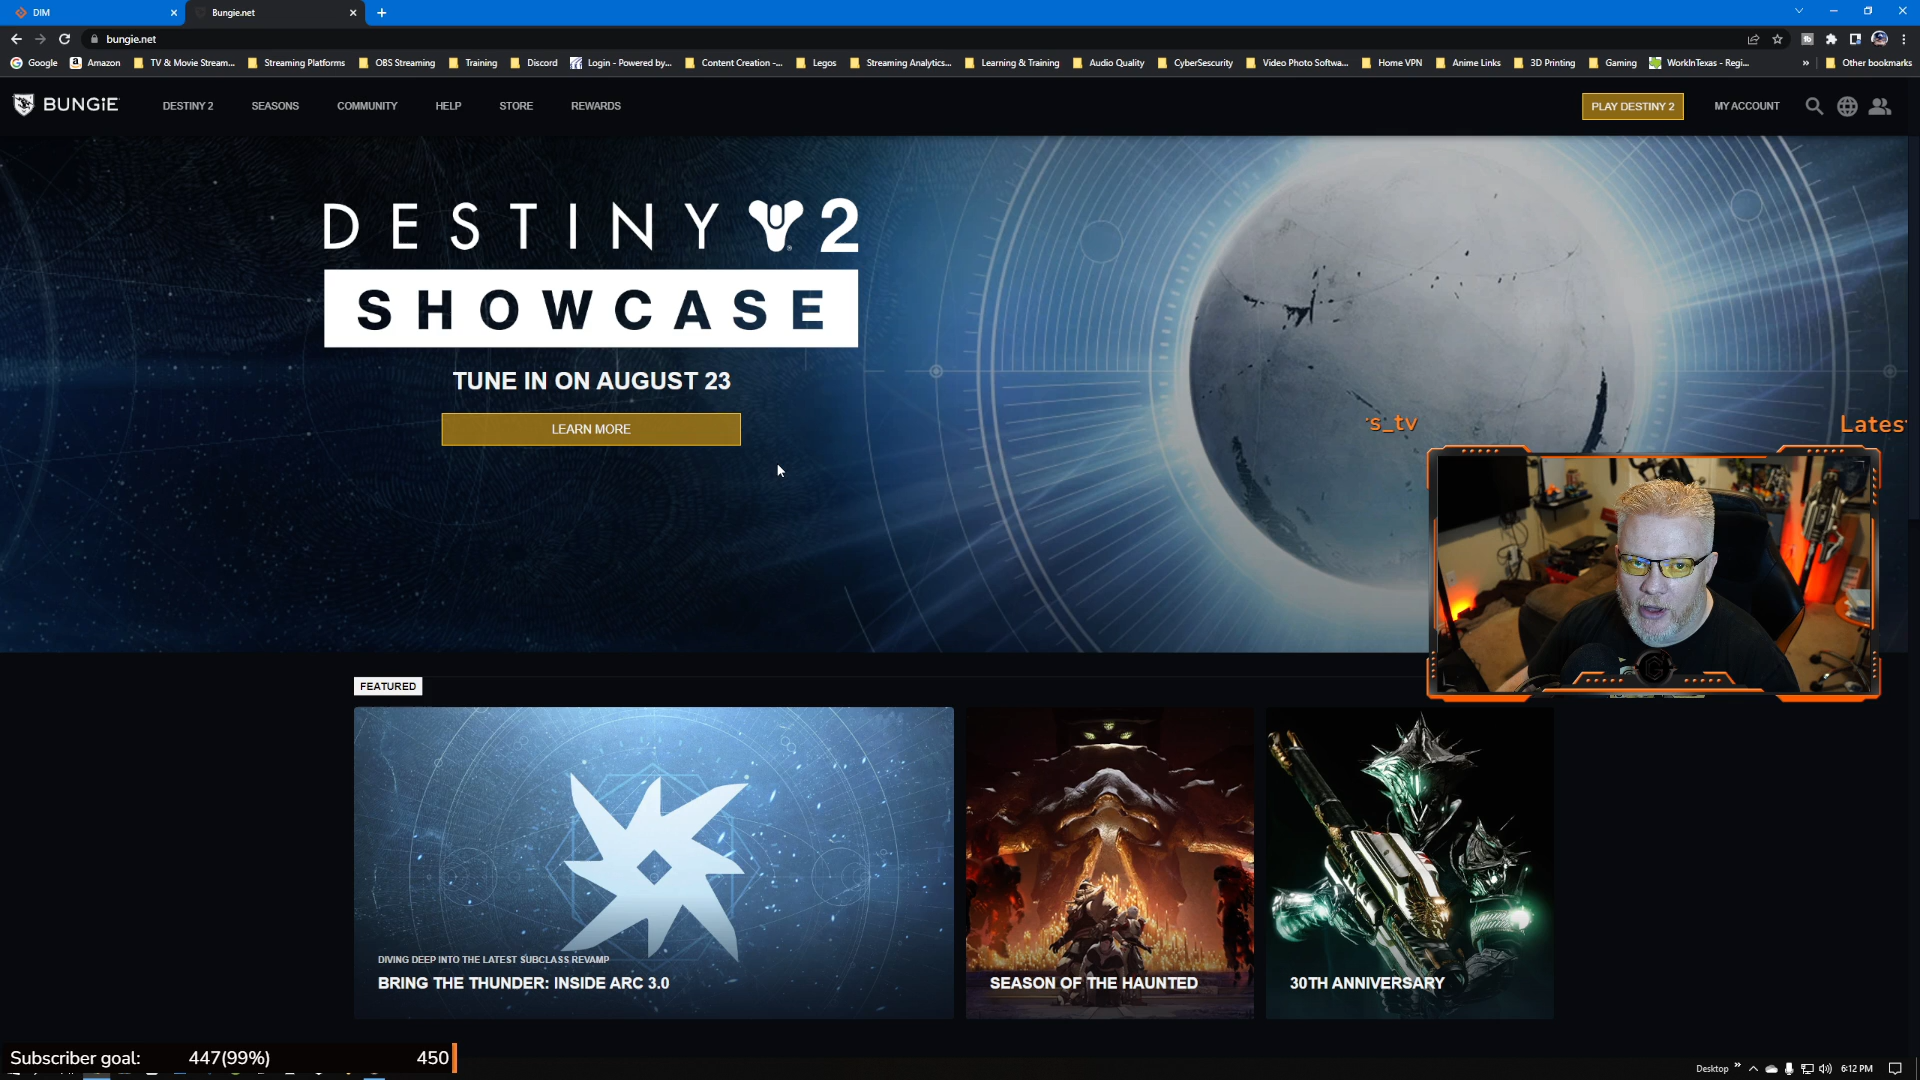 DIM
Bungie.net
bungie.net
Google Amazon TV & Movie Stream... Streaming Platforms OBS Streaming Training Discord Login - Powered by... Content Creation -... Legos Streaming Analytics... Learning & Training Audio Quality CyberSescurity Video Photo Softwa... Home VPN Anime Links 3D Printing Gaming WorkInTexas - Regi... » Other bookmarks
BUNGiE DESTINY 2 SEASONS COMMUNITY HELP STORE REWARDS PLAY DESTINY 2 MY ACCOUNT
DESTINY 2
SHOWCASE
TUNE IN ON AUGUST 23
LEARN MORE
s_tv Latest
FEATURED
DIVING DEEP INTO THE LATEST SUBCLASS REVAMP
BRING THE THUNDER: INSIDE ARC 3.0
SEASON OF THE HAUNTED
30TH ANNIVERSARY
Subscriber goal: 447(99%) 450
Desktop » 6:12 PM